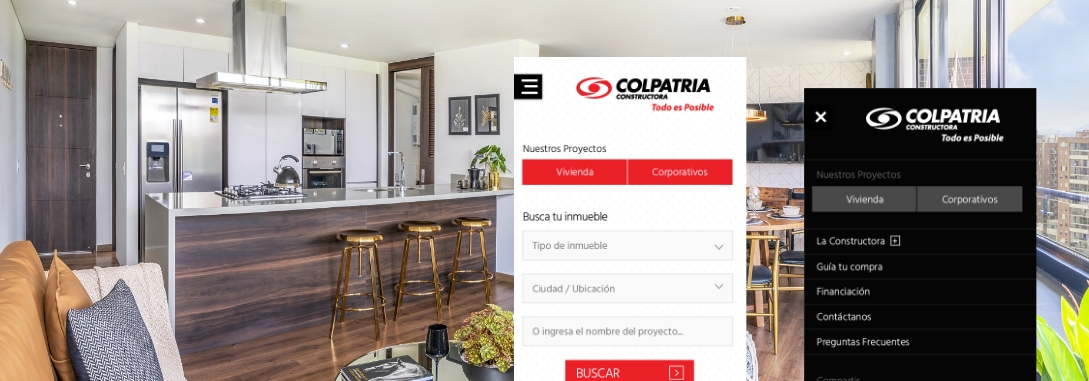 COLPATRIA
CONSTRUCTORA
Todo es Posible
Nuestros Proyectos
Vivienda
Corporativos
Busca tu inmueble
Tipo de inmueble
Ciudad / Ubicación
O ingresa el nombre del proyecto...
BUSCAR
COLPATRIA
CONSTRUCTORA
Todo es Posible
Nuestros Proyectos
Vivienda
Corporativos
La Constructora
Guía tu compra
Financiación
Contáctanos
Preguntas Frecuentes
Compartir